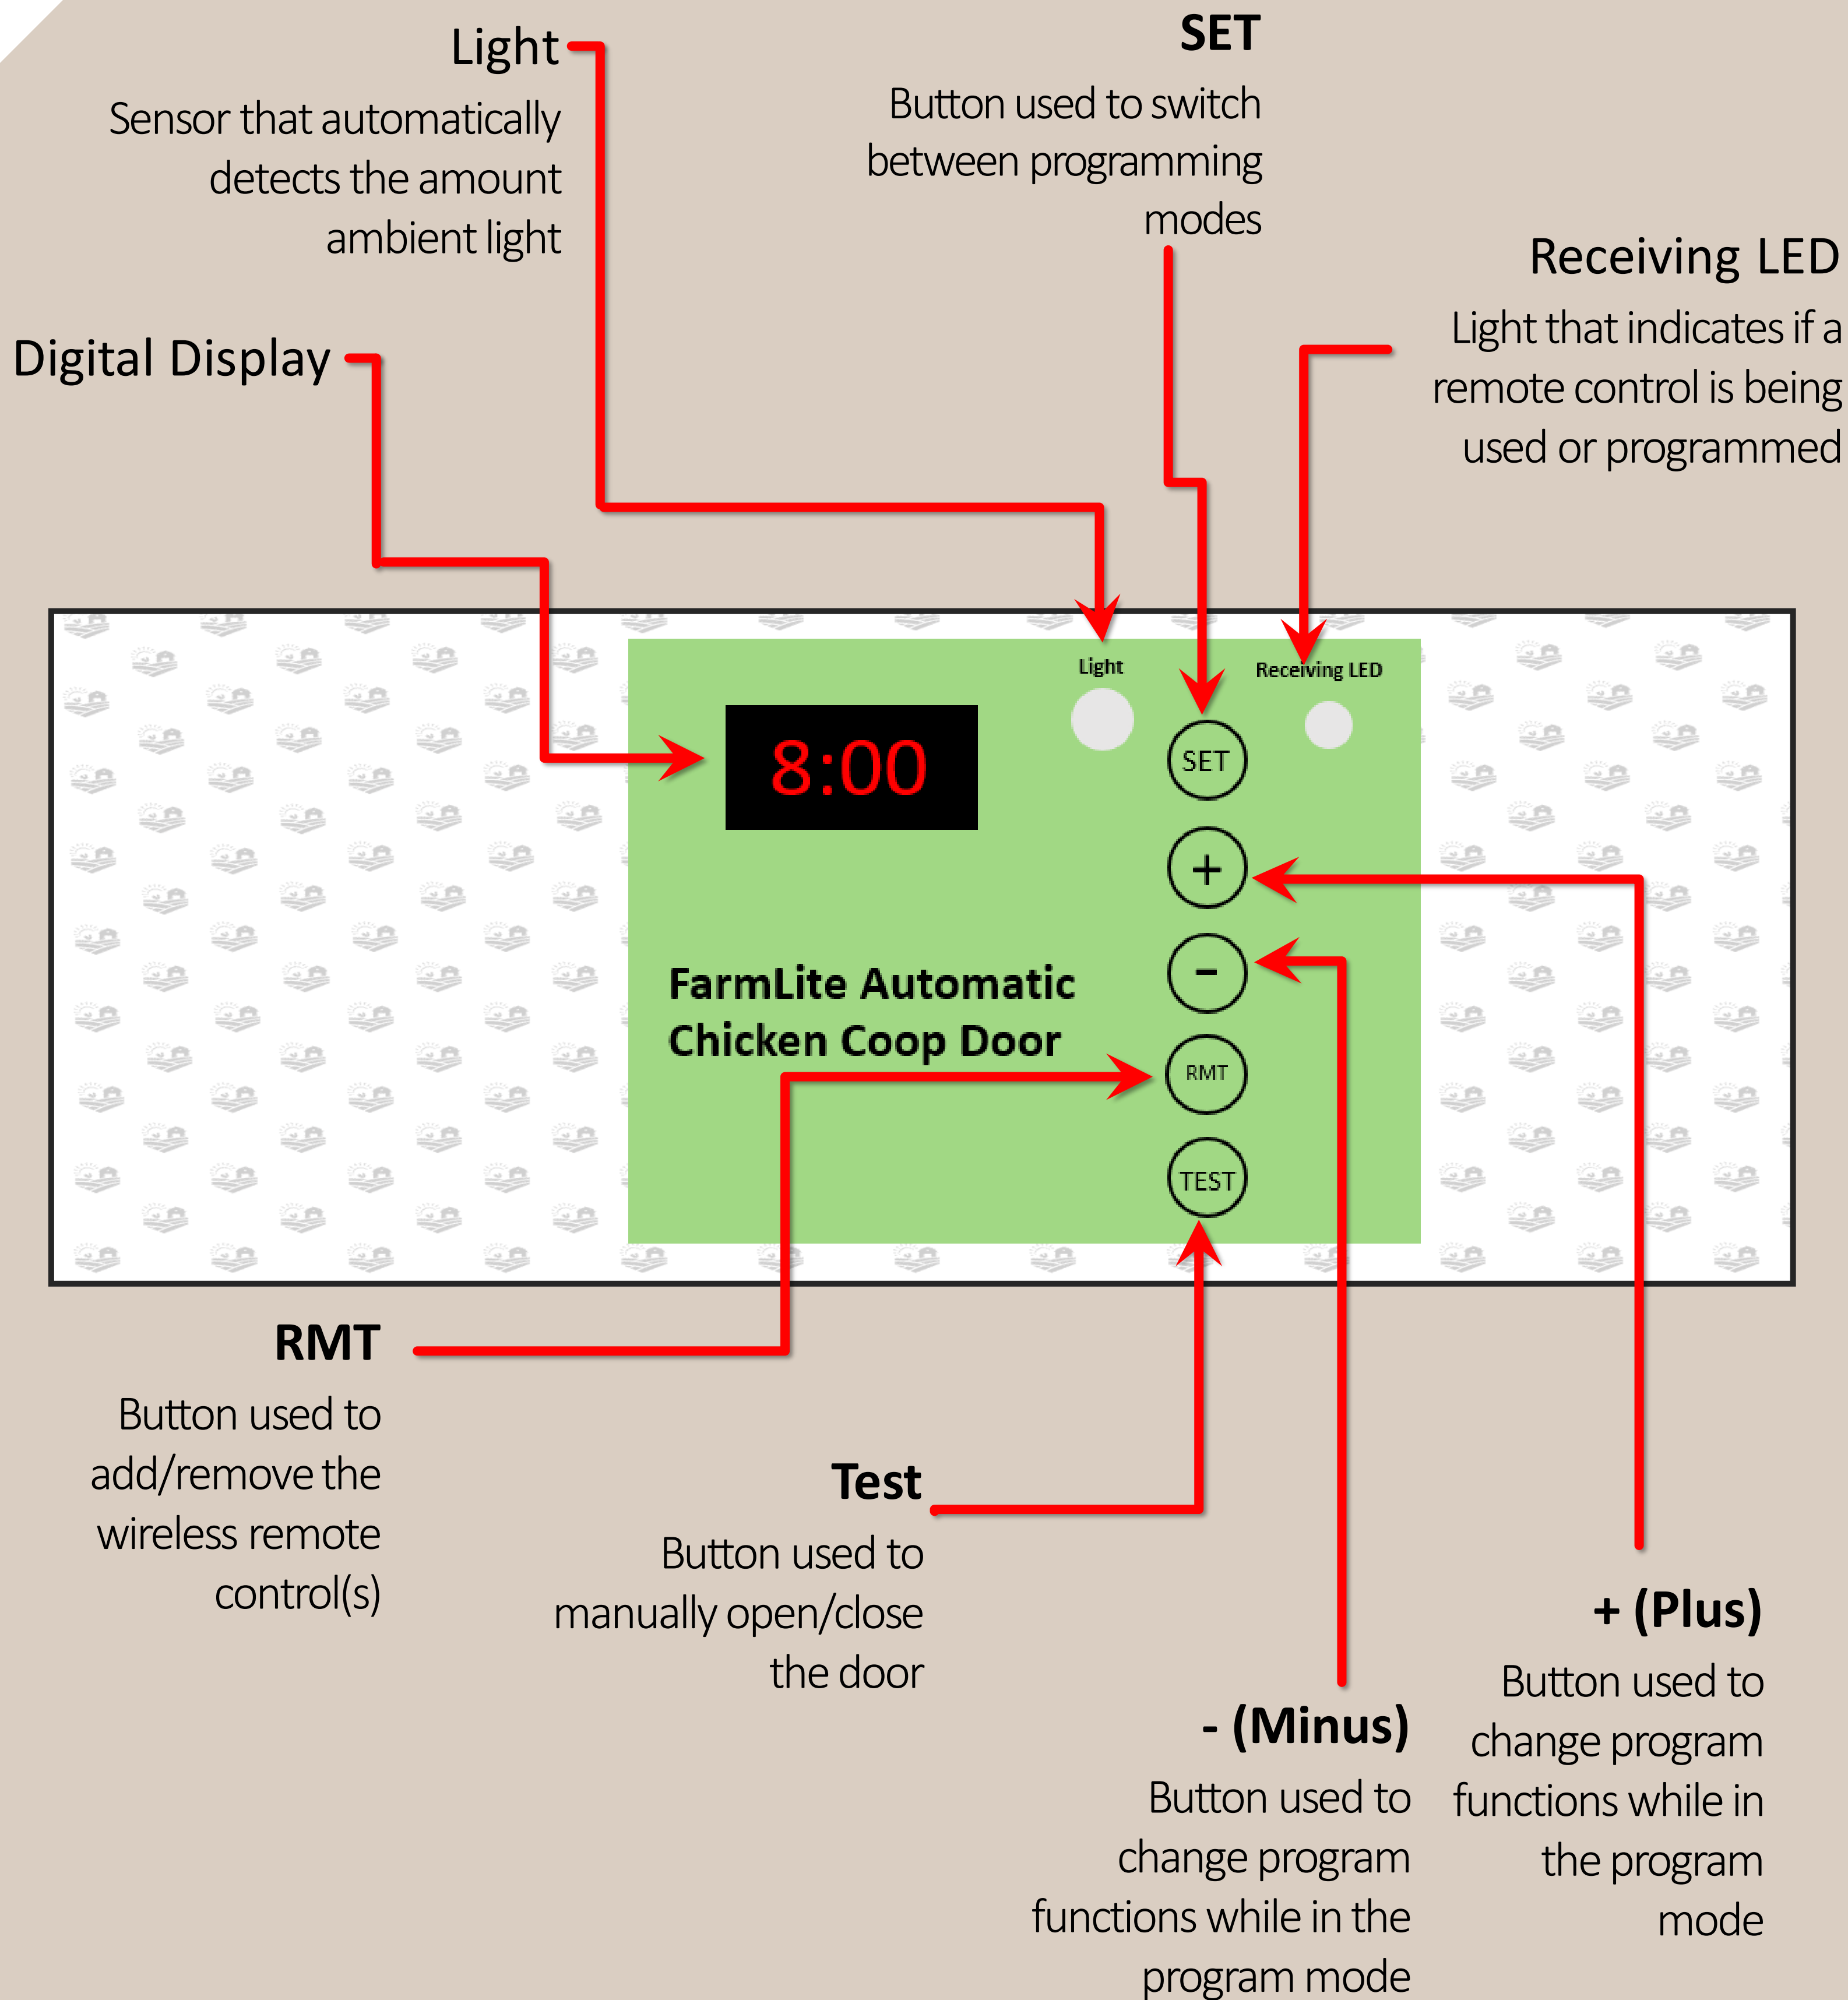 Light
Sensor that automatically
detects the amount
ambient light
SET
Button used to switch
between programming
modes
Receiving LED
Light that indicates if a
remote control is being
used or programmed
Digital Display
Light
Receiving LED
8:00
SET
+
-
FarmLite Automatic
Chicken Coop Door
RMT
TEST
RMT
Button used to
add/remove the
wireless remote
control(s)
Test
Button used to
manually open/close
the door
- (Minus)
Button used to
change program
functions while in the
program mode
+ (Plus)
Button used to
change program
functions while in
the program
mode